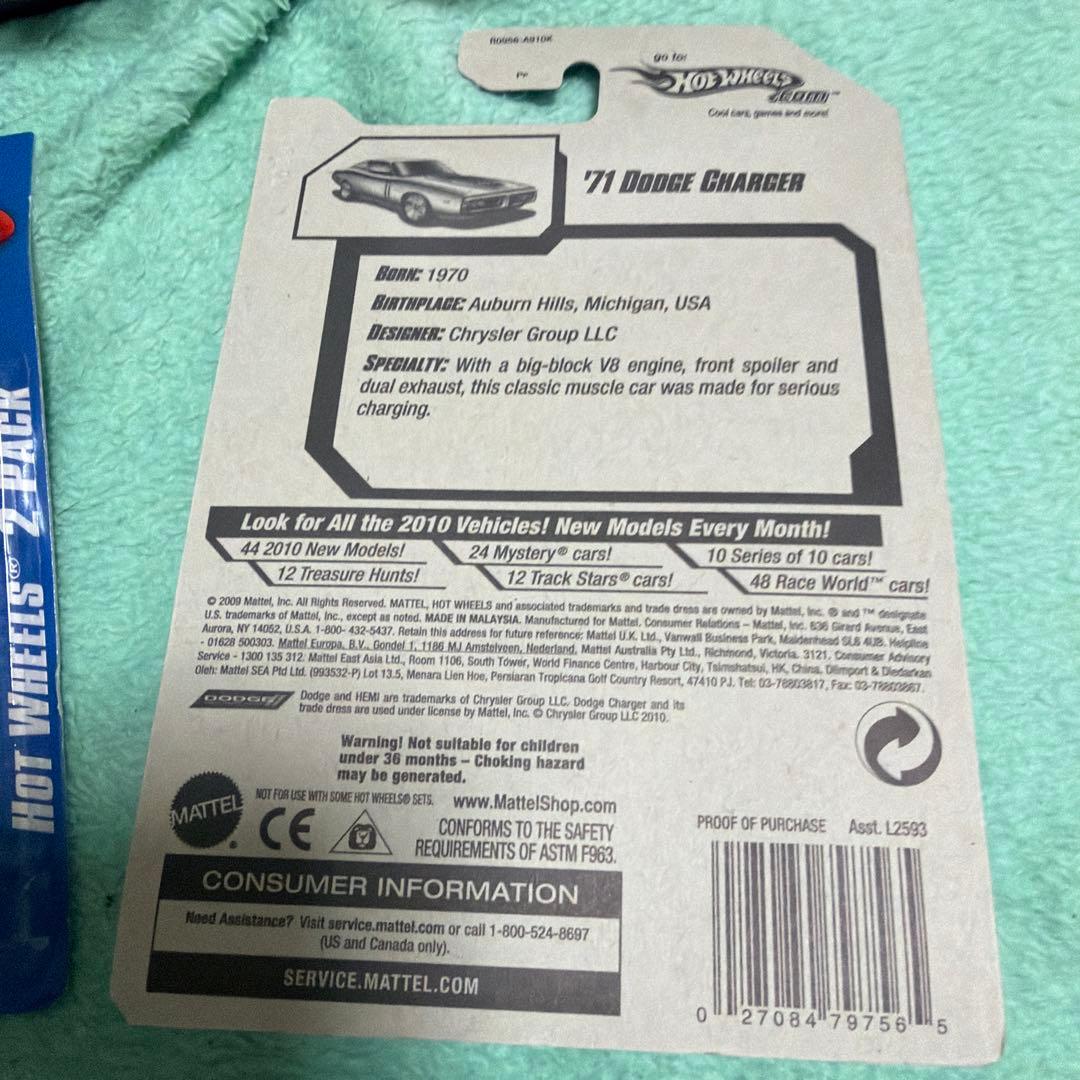 PP
go to:
HOT WHEELS
.com™
Cool cars, games and more!
'71 DODGE CHARGER
BORN: 1970
BIRTHPLACE: Auburn Hills, Michigan, USA
DESIGNER: Chrysler Group LLC
SPECIALTY: With a big-block V8 engine, front spoiler and
dual exhaust, this classic muscle car was made for serious
charging.
Look for All the 2010 Vehicles! New Models Every Month!
44 2010 New Models!
24 Mystery® cars!
10 Series of 10 cars!
12 Treasure Hunts!
12 Track Stars® cars!
48 Race World™ cars!
© 2009 Mattel, Inc. All Rights Reserved. MATTEL, HOT WHEELS and associated trademarks and trade dress are owned by Mattel, Inc. ® and ™ designate
U.S. trademarks of Mattel, Inc., except as noted. MADE IN MALAYSIA. Manufactured for Mattel. Consumer Relations – Mattel, Inc. 636 Girard Avenue, East
Aurora, NY 14052, U.S.A. 1-800- 432-5437. Retain this address for future reference: Mattel U.K. Ltd., Vanwall Business Park, Maidenhead SL6 4UB. Helpline
- 01628 500303. Mattel Europa, B.V., Gondel 1, 1186 MJ Amstelveen, Nederland. Mattel Australia Pty Ltd., Richmond, Victoria. 3121. Consumer Advisory
Service - 1300 135 312. Mattel East Asia Ltd., Room 1106, South Tower, World Finance Centre, Harbour City, Tsimshatsui, HK, China. Diimport & Diedarkan
Oleh: Mattel SEA Ptd Ltd. (993532-P) Lot 13.5, Menara Lien Hoe, Persiaran Tropicana Golf Country Resort, 47410 PJ. Tel: 03-78803817, Fax: 03-78803867.
DODGE
Dodge and HEMI are trademarks of Chrysler Group LLC. Dodge Charger and its
trade dress are used under license by Mattel, Inc. © Chrysler Group LLC 2010.
Warning! Not suitable for children
under 36 months – Choking hazard
may be generated.
NOT FOR USE WITH SOME HOT WHEELS® SETS.
www.MattelShop.com
MATTEL
CE
CONFORMS TO THE SAFETY
REQUIREMENTS OF ASTM F963.
PROOF OF PURCHASE Asst. L2593
CONSUMER INFORMATION
Need Assistance? Visit service.mattel.com or call 1-800-524-8697
(US and Canada only).
SERVICE.MATTEL.COM
0 27084 79756 5
HOT WHEELS® 2 PACK